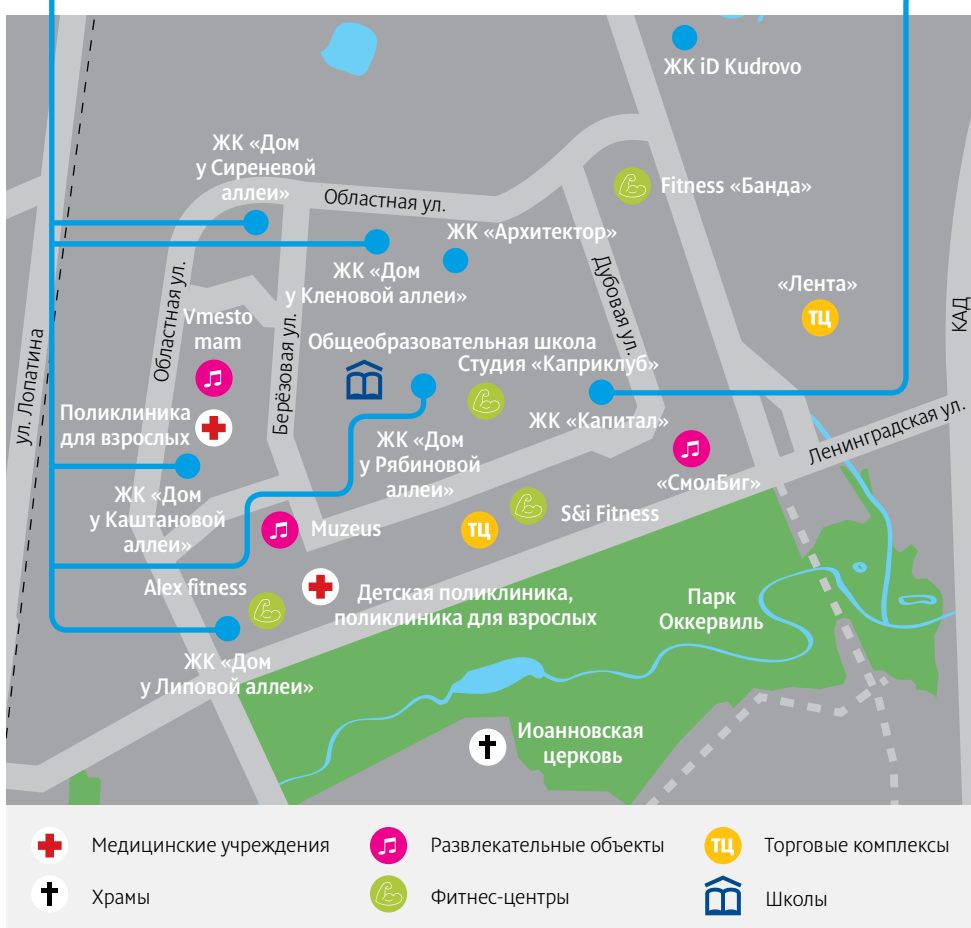 ЖК iD Kudrovo
ЖК «Дом
у Сиреневой
аллеи»
Fitness «Банда»
Областная ул.
ЖК «Архитектор»
ЖК «Дом
у Кленовой аллеи»
Дубовая ул.
«Лента»
ТЦ
КАД
Областная ул.
Vmesto
mam
Берёзовая ул.
ул. Лопатина
Общеобразовательная школа
Студия «Каприклуб»
Поликлиника
для взрослых
ЖК «Капитал»
Ленинградская ул.
ЖК «Дом
у Рябиновой
аллеи»
«СмолБиг»
ЖК «Дом
у Каштановой
аллеи»
Muzeus
ТЦ
S&i Fitness
Alex fitness
Детская поликлиника,
поликлиника для взрослых
Парк
Оккервиль
ЖК «Дом
у Липовой аллеи»
Иоанновская
церковь
Медицинские учреждения
Развлекательные объекты
ТЦ
Торговые комплексы
Храмы
Фитнес-центры
Школы